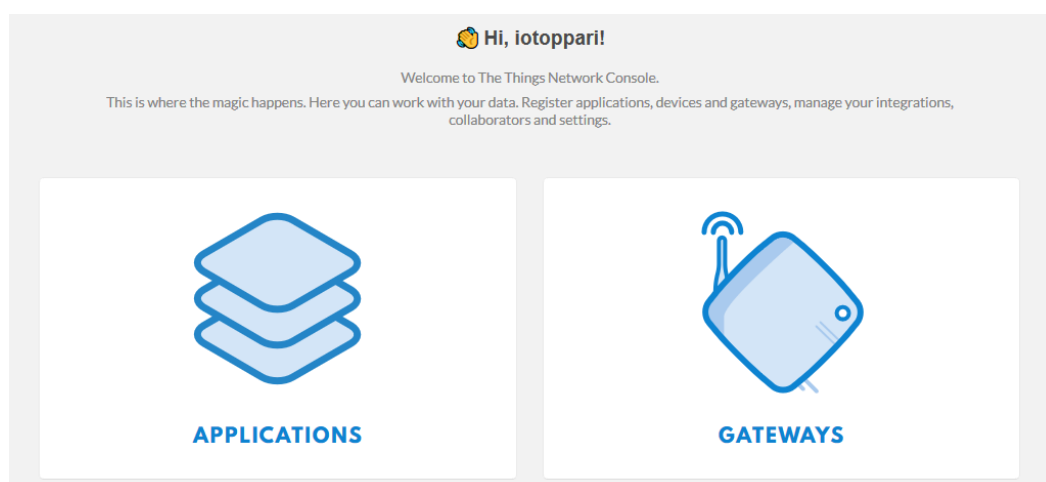 Hi, iotoppari!
Welcome to The Things Network Console.
This is where the magic happens. Here you can work with your data. Register applications, devices and gateways, manage your integrations,
collaborators and settings.
APPLICATIONS
GATEWAYS